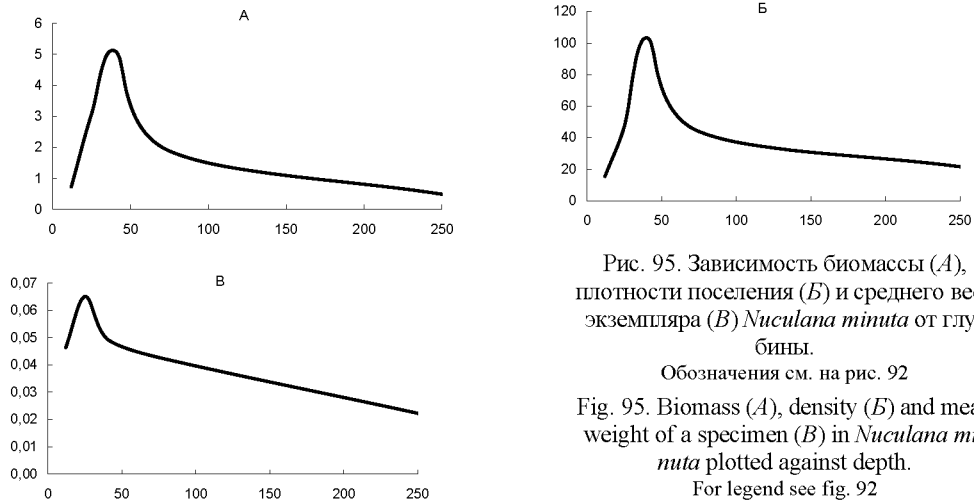 А
6
5
4
3
2
1
0
0 50 100 150 200 250
Б
120
100
80
60
40
20
0
0 50 100 150 200 250
В
0,07
0,06
0,05
0,04
0,03
0,02
0,01
0,00
0 50 100 150 200 250
Рис. 95. Зависимость биомассы (А),
плотности поселения (Б) и среднего
экземпляра (В) Nuculana minuta от глу
бины.
Обозначения см. на рис. 92
Fig. 95. Biomass (A), density (Б) and
weight of a specimen (B) in Nuculana mi
nuta plotted against depth.
For legend see fig. 92